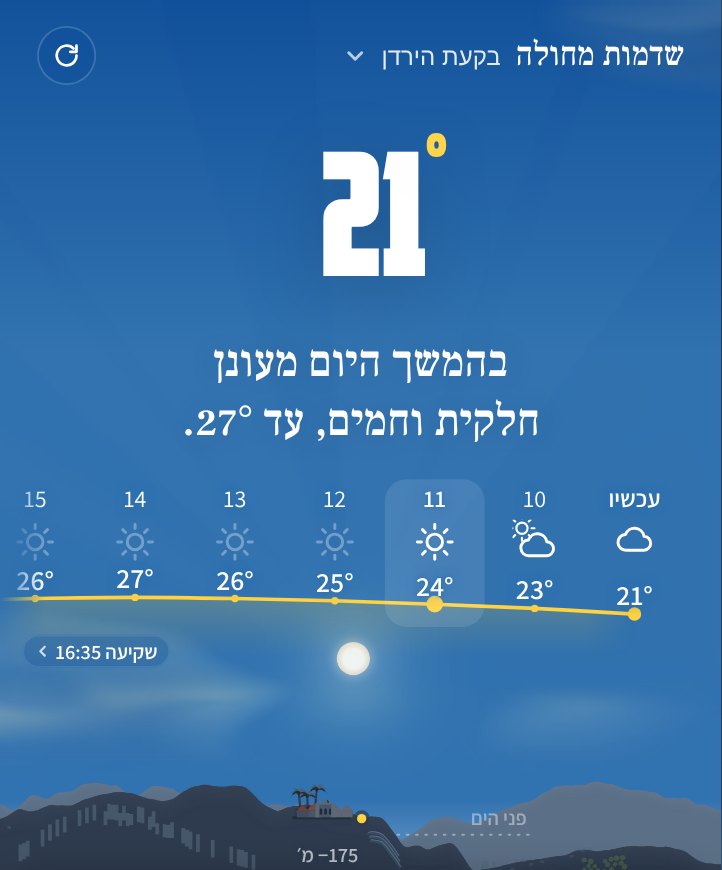 שדמות מחולה בקעת הירדן
21°
בהמשך היום מעונן
חלקית וחמים, עד 27°.
עכשיו 10 11 12 13 14 15
21° 23° 24° 25° 26° 27° 26°
שקיעה 16:35
פני הים
−175 מ׳